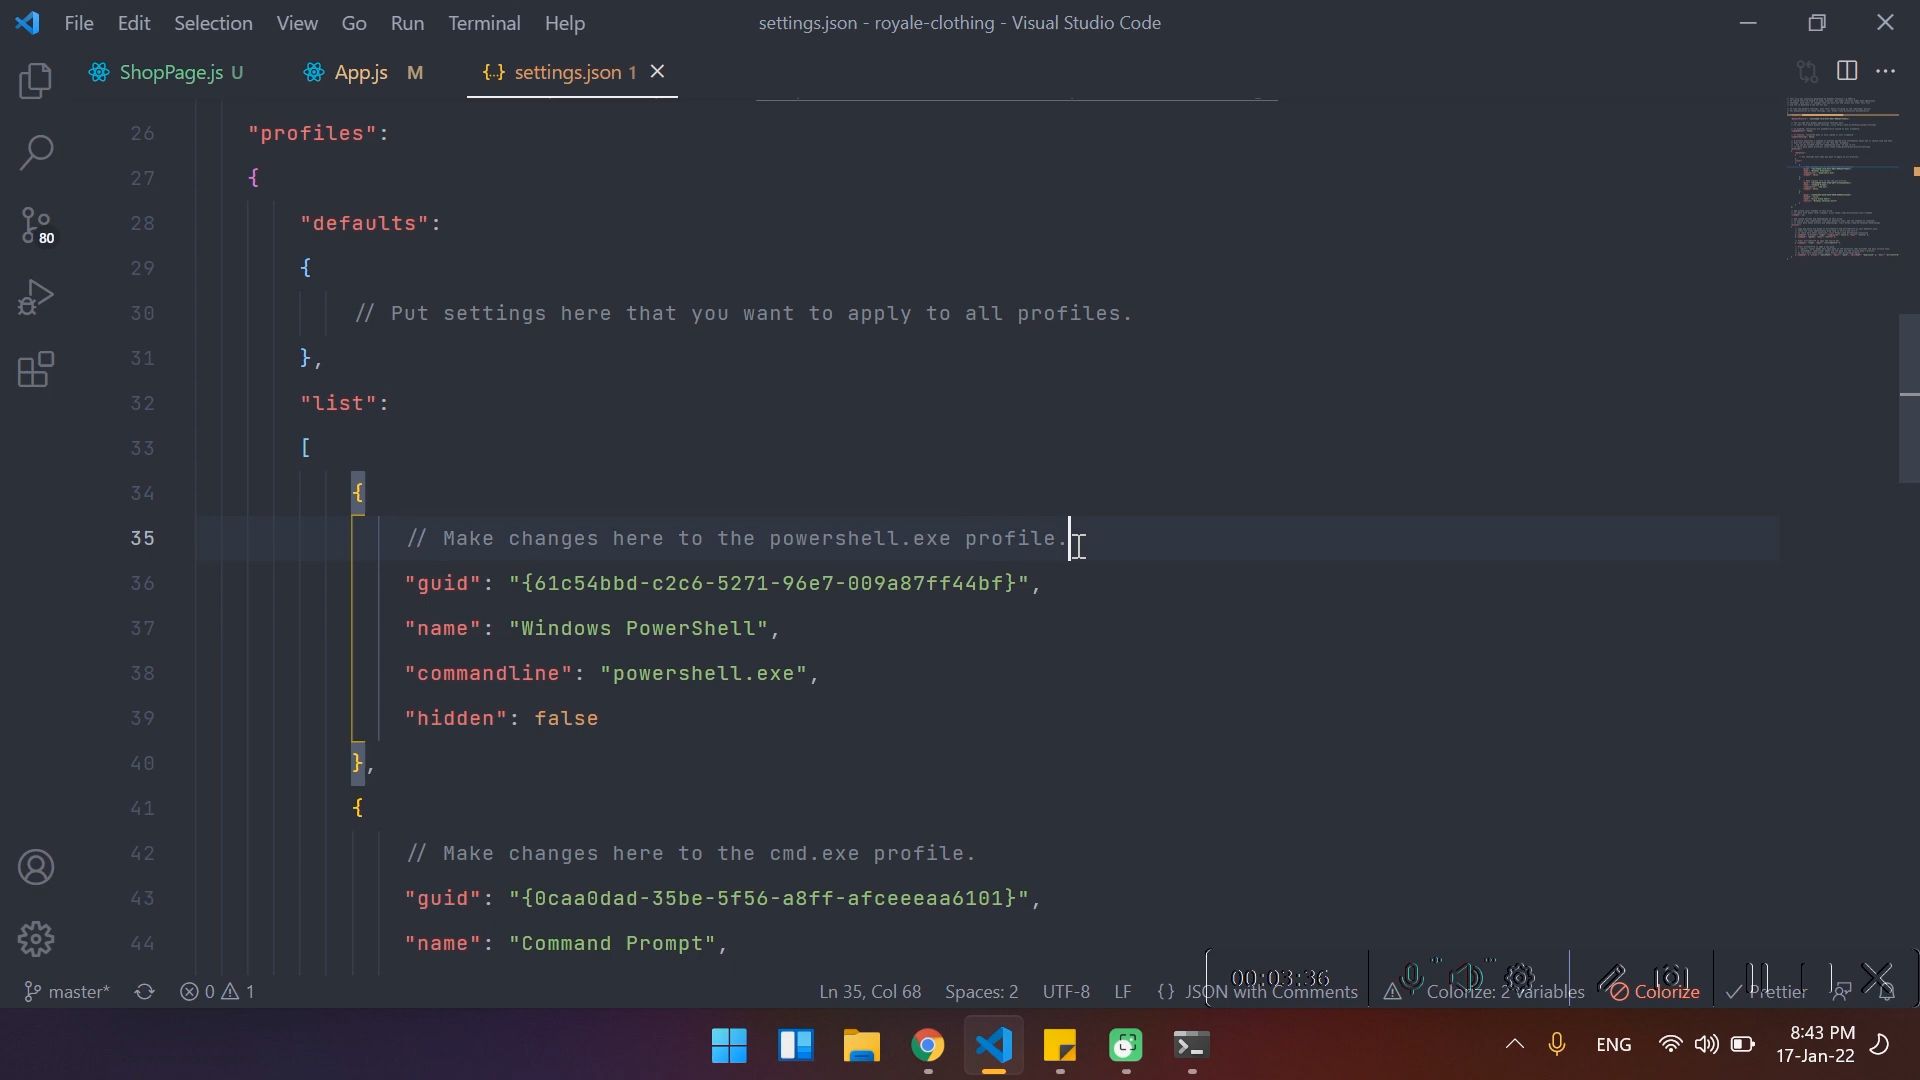 File Edit Selection View Go Run Terminal Help settings.json - royale-clothing - Visual Studio Code
ShopPage.js U App.js M {..} settings.json 1
80
26 "profiles":
27 {
28 "defaults":
29 {
30 // Put settings here that you want to apply to all profiles.
31 },
32 "list":
33 [
34 {
35 // Make changes here to the powershell.exe profile.
36 "guid": "{61c54bbd-c2c6-5271-96e7-009a87ff44bf}",
37 "name": "Windows PowerShell",
38 "commandline": "powershell.exe",
39 "hidden": false
40 },
41 {
42 // Make changes here to the cmd.exe profile.
43 "guid": "{0caa0dad-35be-5f56-a8ff-afceeeaa6101}",
44 "name": "Command Prompt",
00:03:36
master* 0 1 Ln 35, Col 68 Spaces: 2 UTF-8 LF {} JSON with Comments Colorize: 2 variables Colorize Prettier
ENG 8:43 PM
17-Jan-22